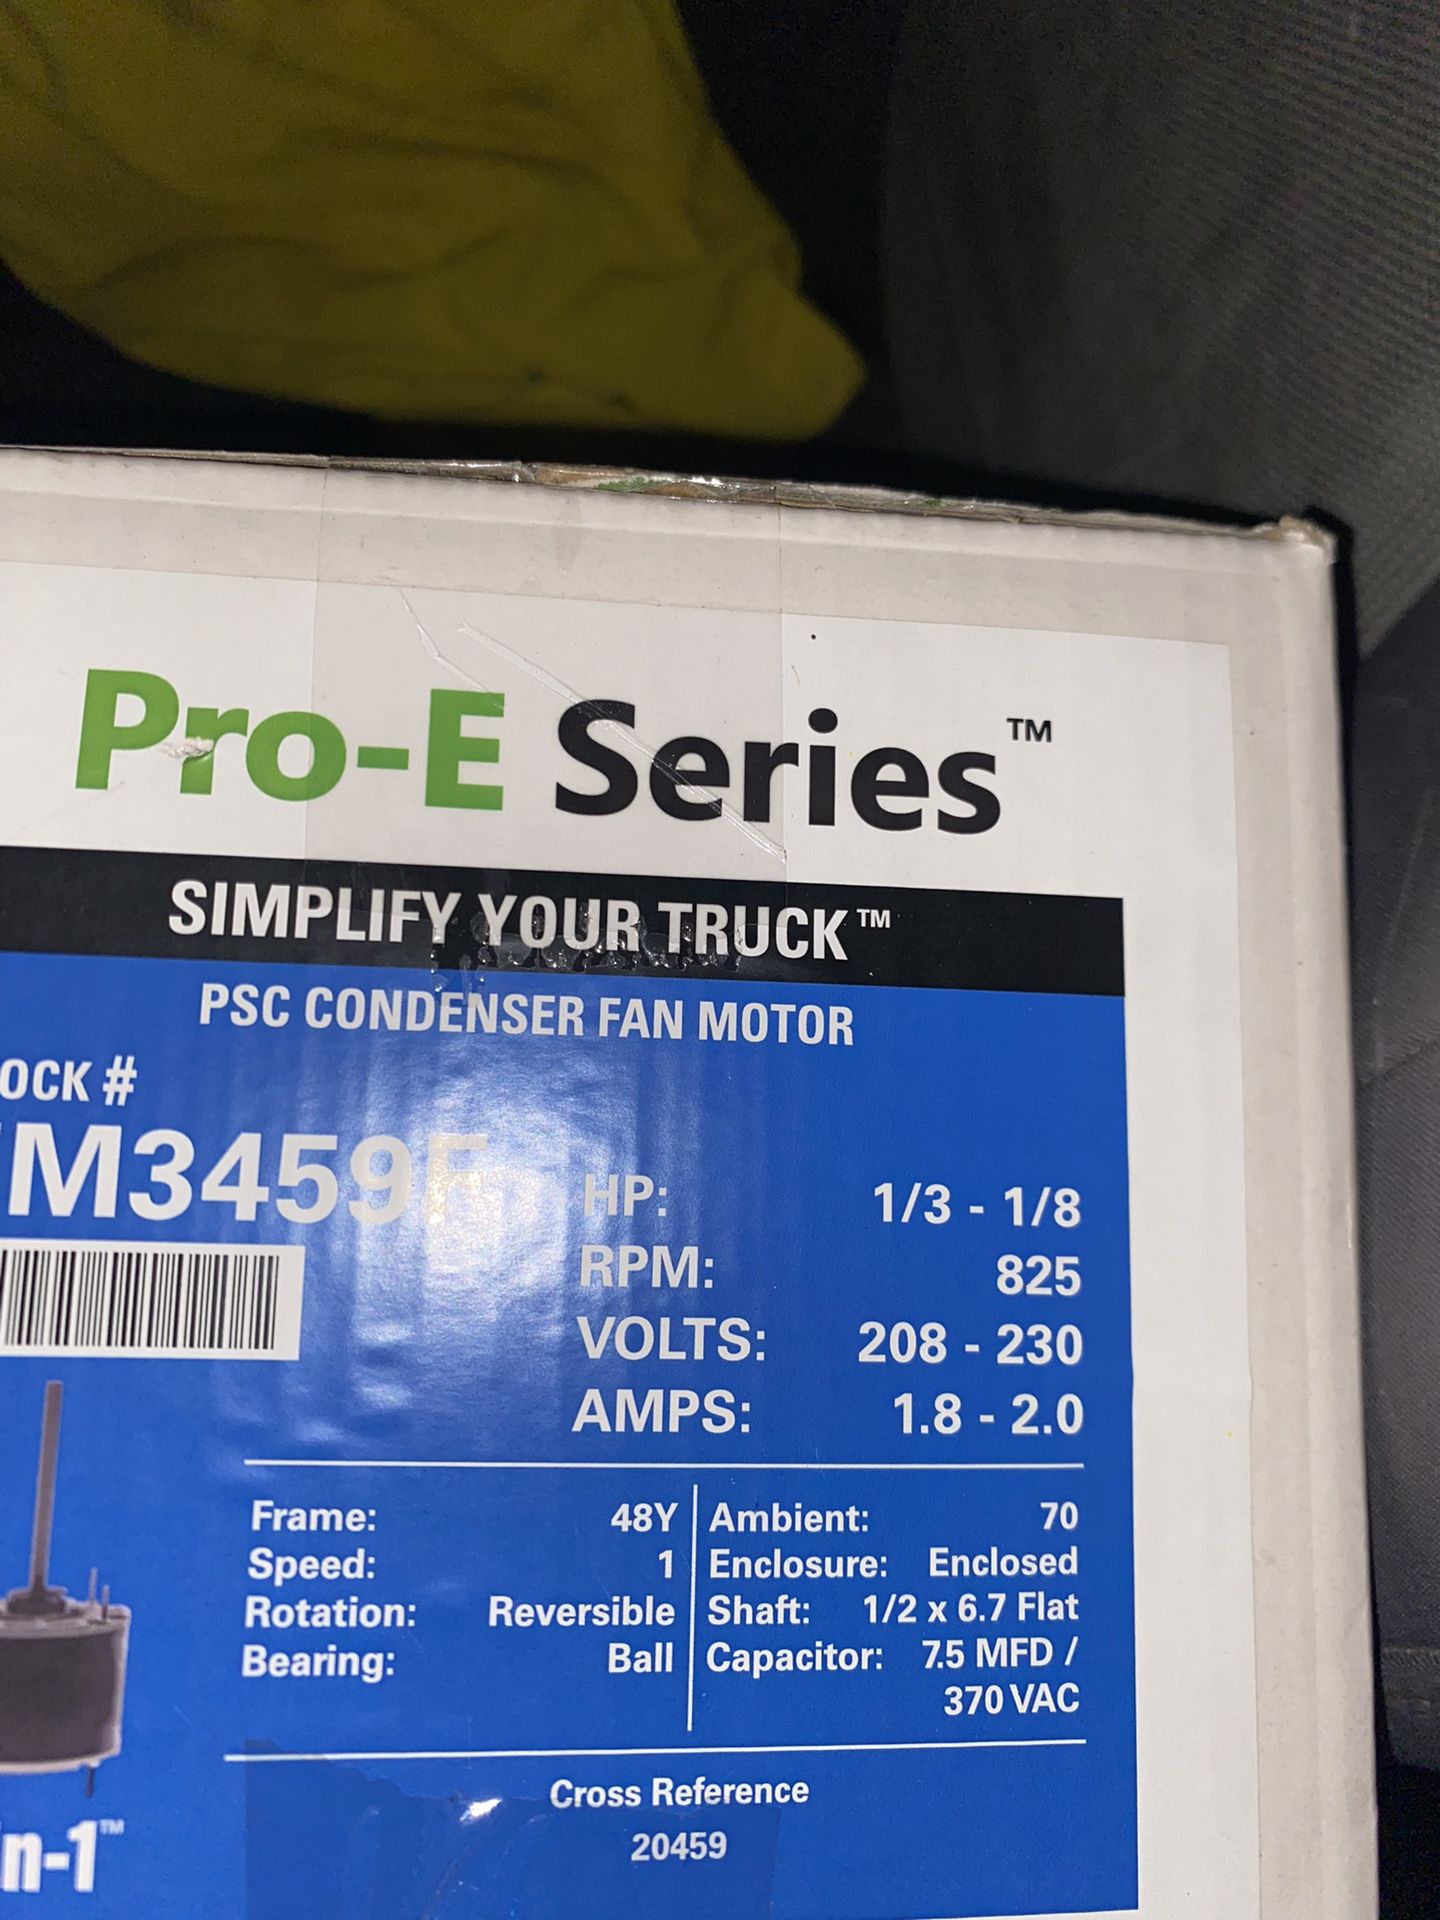 Pro-E Series™
SIMPLIFY YOUR TRUCK™
PSC CONDENSER FAN MOTOR
OCK #
M3459F
HP: 1/3 - 1/8
RPM: 825
VOLTS: 208 - 230
AMPS: 1.8 - 2.0
Frame: 48Y
Speed: 1
Rotation: Reversible
Bearing: Ball
Ambient: 70
Enclosure: Enclosed
Shaft: 1/2 x 6.7 Flat
Capacitor: 7.5 MFD /
370 VAC
Cross Reference
20459
n-1™